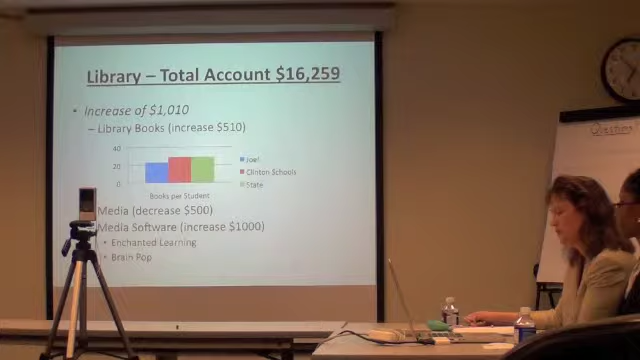 Library – Total Account $16,259
• Increase of $1,010
– Library Books (increase $510)
40
20
0
Joel
Clinton Schools
State
Books per Student
Media (decrease $500)
Media Software (increase $1000)
• Enchanted Learning
• Brain Pop
Questions